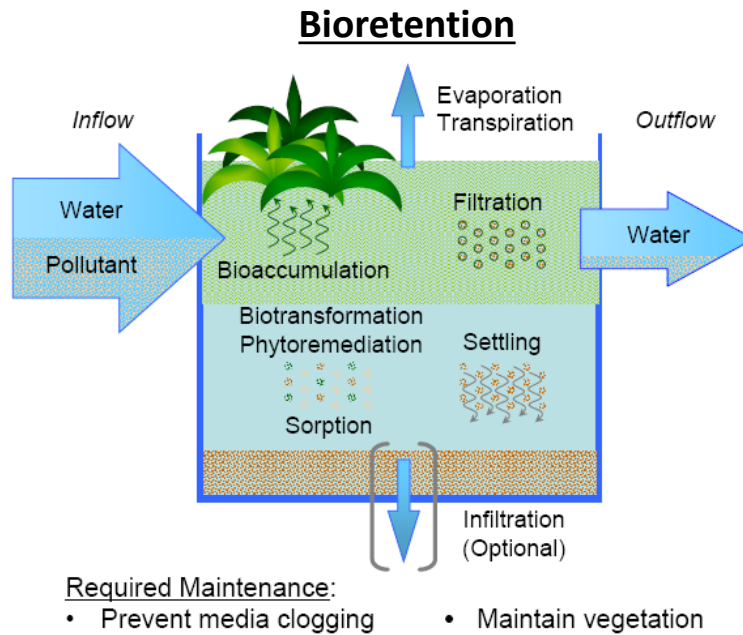 Bioretention
Inflow
Evaporation
Transpiration
Outflow
Water
Pollutant
Bioaccumulation
Filtration
Water
Biotransformation
Phytoremediation
Sorption
Settling
Infiltration
(Optional)
Required Maintenance:
• Prevent media clogging
• Maintain vegetation